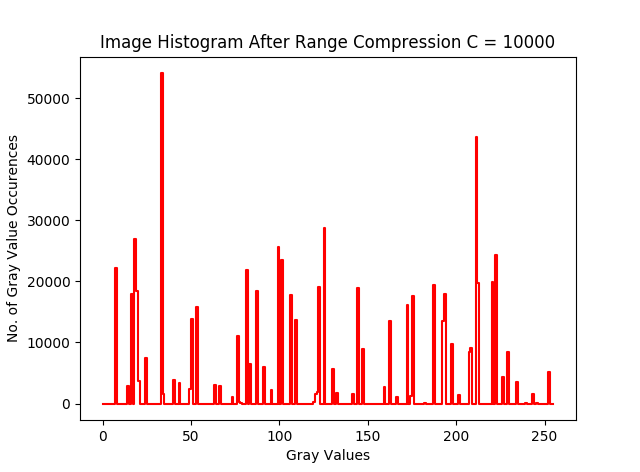 Image Histogram After Range Compression C = 10000
50000
40000
30000
20000
10000
0
No. of Gray Value Occurences
0 50 100 150 200 250
Gray Values